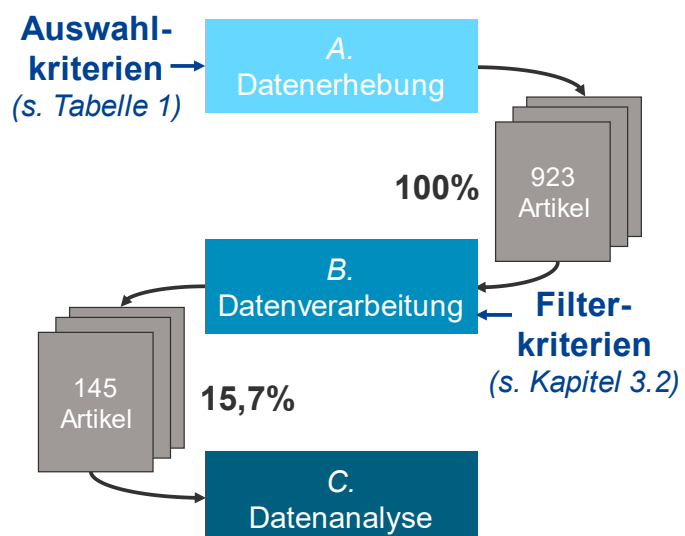 Auswahl-
kriterien
(s. Tabelle 1)
A.
Datenerhebung
100%
923
Artikel
B.
Datenverarbeitung
Filter-
kriterien
(s. Kapitel 3.2)
145
Artikel
15,7%
C.
Datenanalyse